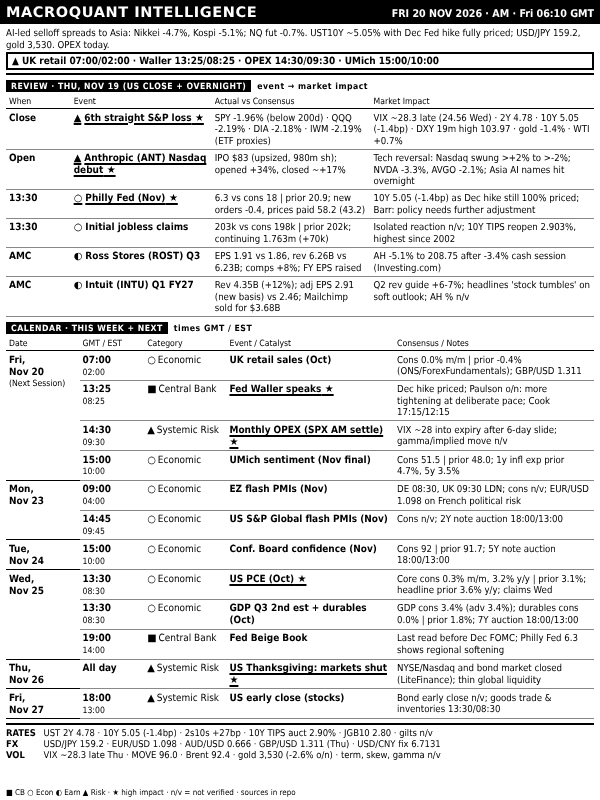 MACROQUANT INTELLIGENCE FRI 20 NOV 2026 · AM · Fri 06:10 GMT
AI-led selloff spreads to Asia: Nikkei -4.7%, Kospi -5.1%; NQ fut -0.7%. UST10Y ~5.05% with Dec Fed hike fully priced; USD/JPY 159.2,
gold 3,530. OPEX today.
▲ UK retail 07:00/02:00 · Waller 13:25/08:25 · OPEX 14:30/09:30 · UMich 15:00/10:00
REVIEW · THU, NOV 19 (US CLOSE + OVERNIGHT) event → market impact
When Event Actual vs Consensus Market Impact
Close ▲ 6th straight S&P loss ★ SPY -1.96% (below 200d) · QQQ VIX ~28.3 late (24.56 Wed) · 2Y 4.78 · 10Y 5.05
-2.19% · DIA -2.18% · IWM -2.19% (-1.4bp) · DXY 19m high 103.97 · gold -1.4% · WTI
(ETF proxies) +0.7%
Open ▲ Anthropic (ANT) Nasdaq IPO $83 (upsized, 980m sh); Tech reversal: Nasdaq swung >+2% to >-2%;
debut ★ opened +34%, closed ~+17% NVDA -3.3%, AVGO -2.1%; Asia AI names hit
overnight
13:30 ○ Philly Fed (Nov) ★ 6.3 vs cons 18 | prior 20.9; new 10Y 5.05 (-1.4bp) as Dec hike still 100% priced;
orders -0.4, prices paid 58.2 (43.2) Barr: policy needs further adjustment
13:30 ○ Initial jobless claims 203k vs cons 198k | prior 202k; Isolated reaction n/v; 10Y TIPS reopen 2.903%,
continuing 1.763m (+70k) highest since 2002
AMC ◐ Ross Stores (ROST) Q3 EPS 1.91 vs 1.86, rev 6.26B vs AH -5.1% to 208.75 after -3.4% cash session
6.23B; comps +8%; FY EPS raised (Investing.com)
AMC ◐ Intuit (INTU) Q1 FY27 Rev 4.35B (+12%); adj EPS 2.91 Q2 rev guide +6-7%; headlines 'stock tumbles' on
(new basis) vs 2.46; Mailchimp soft outlook; AH % n/v
sold for $3.68B
CALENDAR · THIS WEEK + NEXT times GMT / EST
Date GMT / EST Category Event / Catalyst Consensus / Notes
Fri, 07:00 ○ Economic UK retail sales (Oct) Cons 0.0% m/m | prior -0.4%
Nov 20 02:00 (ONS/ForexFundamentals); GBP/USD 1.311
(Next Session)
13:25 ■ Central Bank Fed Waller speaks ★ Dec hike priced; Paulson o/n: more
08:25 tightening at deliberate pace; Cook
17:15/12:15
14:30 ▲ Systemic Risk Monthly OPEX (SPX AM settle) VIX ~28 into expiry after 6-day slide;
09:30 ★ gamma/implied move n/v
15:00 ○ Economic UMich sentiment (Nov final) Cons 51.5 | prior 48.0; 1y infl exp prior
10:00 4.7%, 5y 3.5%
Mon, 09:00 ○ Economic EZ flash PMIs (Nov) DE 08:30, UK 09:30 LDN; cons n/v; EUR/USD
Nov 23 04:00 1.098 on French political risk
14:45 ○ Economic US S&P Global flash PMIs (Nov) Cons n/v; 2Y note auction 18:00/13:00
09:45
Tue, 15:00 ○ Economic Conf. Board confidence (Nov) Cons 92 | prior 91.7; 5Y note auction
Nov 24 10:00 18:00/13:00
Wed, 13:30 ○ Economic US PCE (Oct) ★ Core cons 0.3% m/m, 3.2% y/y | prior 3.1%;
Nov 25 08:30 headline prior 3.6% y/y; claims Wed
13:30 ○ Economic GDP Q3 2nd est + durables GDP cons 3.4% (adv 3.4%); durables cons
08:30 (Oct) 0.0% | prior 1.8%; 7Y auction 18:00/13:00
19:00 ■ Central Bank Fed Beige Book Last read before Dec FOMC; Philly Fed 6.3
14:00 shows regional softening
Thu, All day ▲ Systemic Risk US Thanksgiving: markets shut NYSE/Nasdaq and bond market closed
Nov 26 ★ (LiteFinance); thin global liquidity
Fri, 18:00 ▲ Systemic Risk US early close (stocks) Bond early close n/v; goods trade &
Nov 27 13:00 inventories 13:30/08:30
RATES UST 2Y 4.78 · 10Y 5.05 (-1.4bp) · 2s10s +27bp · 10Y TIPS auct 2.90% · JGB10 2.80 · gilts n/v
FX USD/JPY 159.2 · EUR/USD 1.098 · AUD/USD 0.666 · GBP/USD 1.311 (Thu) · USD/CNY fix 6.7131
VOL VIX ~28.3 late Thu · MOVE 96.0 · Brent 92.4 · gold 3,530 (-2.6% o/n) · term, skew, gamma n/v
■ CB ○ Econ ◐ Earn ▲ Risk · ★ high impact · n/v = not verified · sources in repo